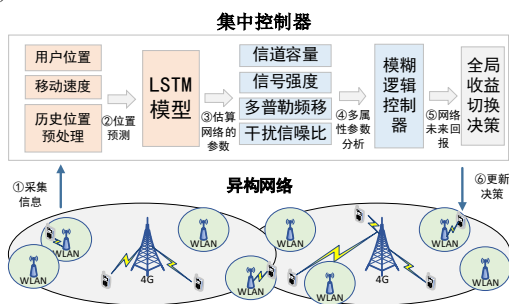 集中控制器
用户位置
移动速度
历史位置
预处理
②位置
预测
LSTM
模型
③估算
网络的
参数
信道容量
信号强度
多普勒频移
干扰信噪比
④多属
性参数
分析
模糊
逻辑
控制
器
⑤网络
未来回
报
全局
收益
切换
决策
①采集
信息
异构网络
⑥更新
决策
WLAN
WLAN
WLAN
WLAN
4G
WLAN
WLAN
WLAN
4G
WLAN
WLAN